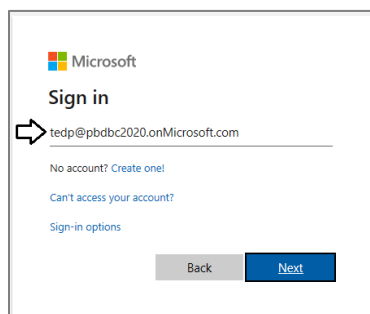 Microsoft
Sign in
tedp@pbdbc2020.onMicrosoft.com
No account? Create one!
Can't access your account?
Sign-in options
Back Next